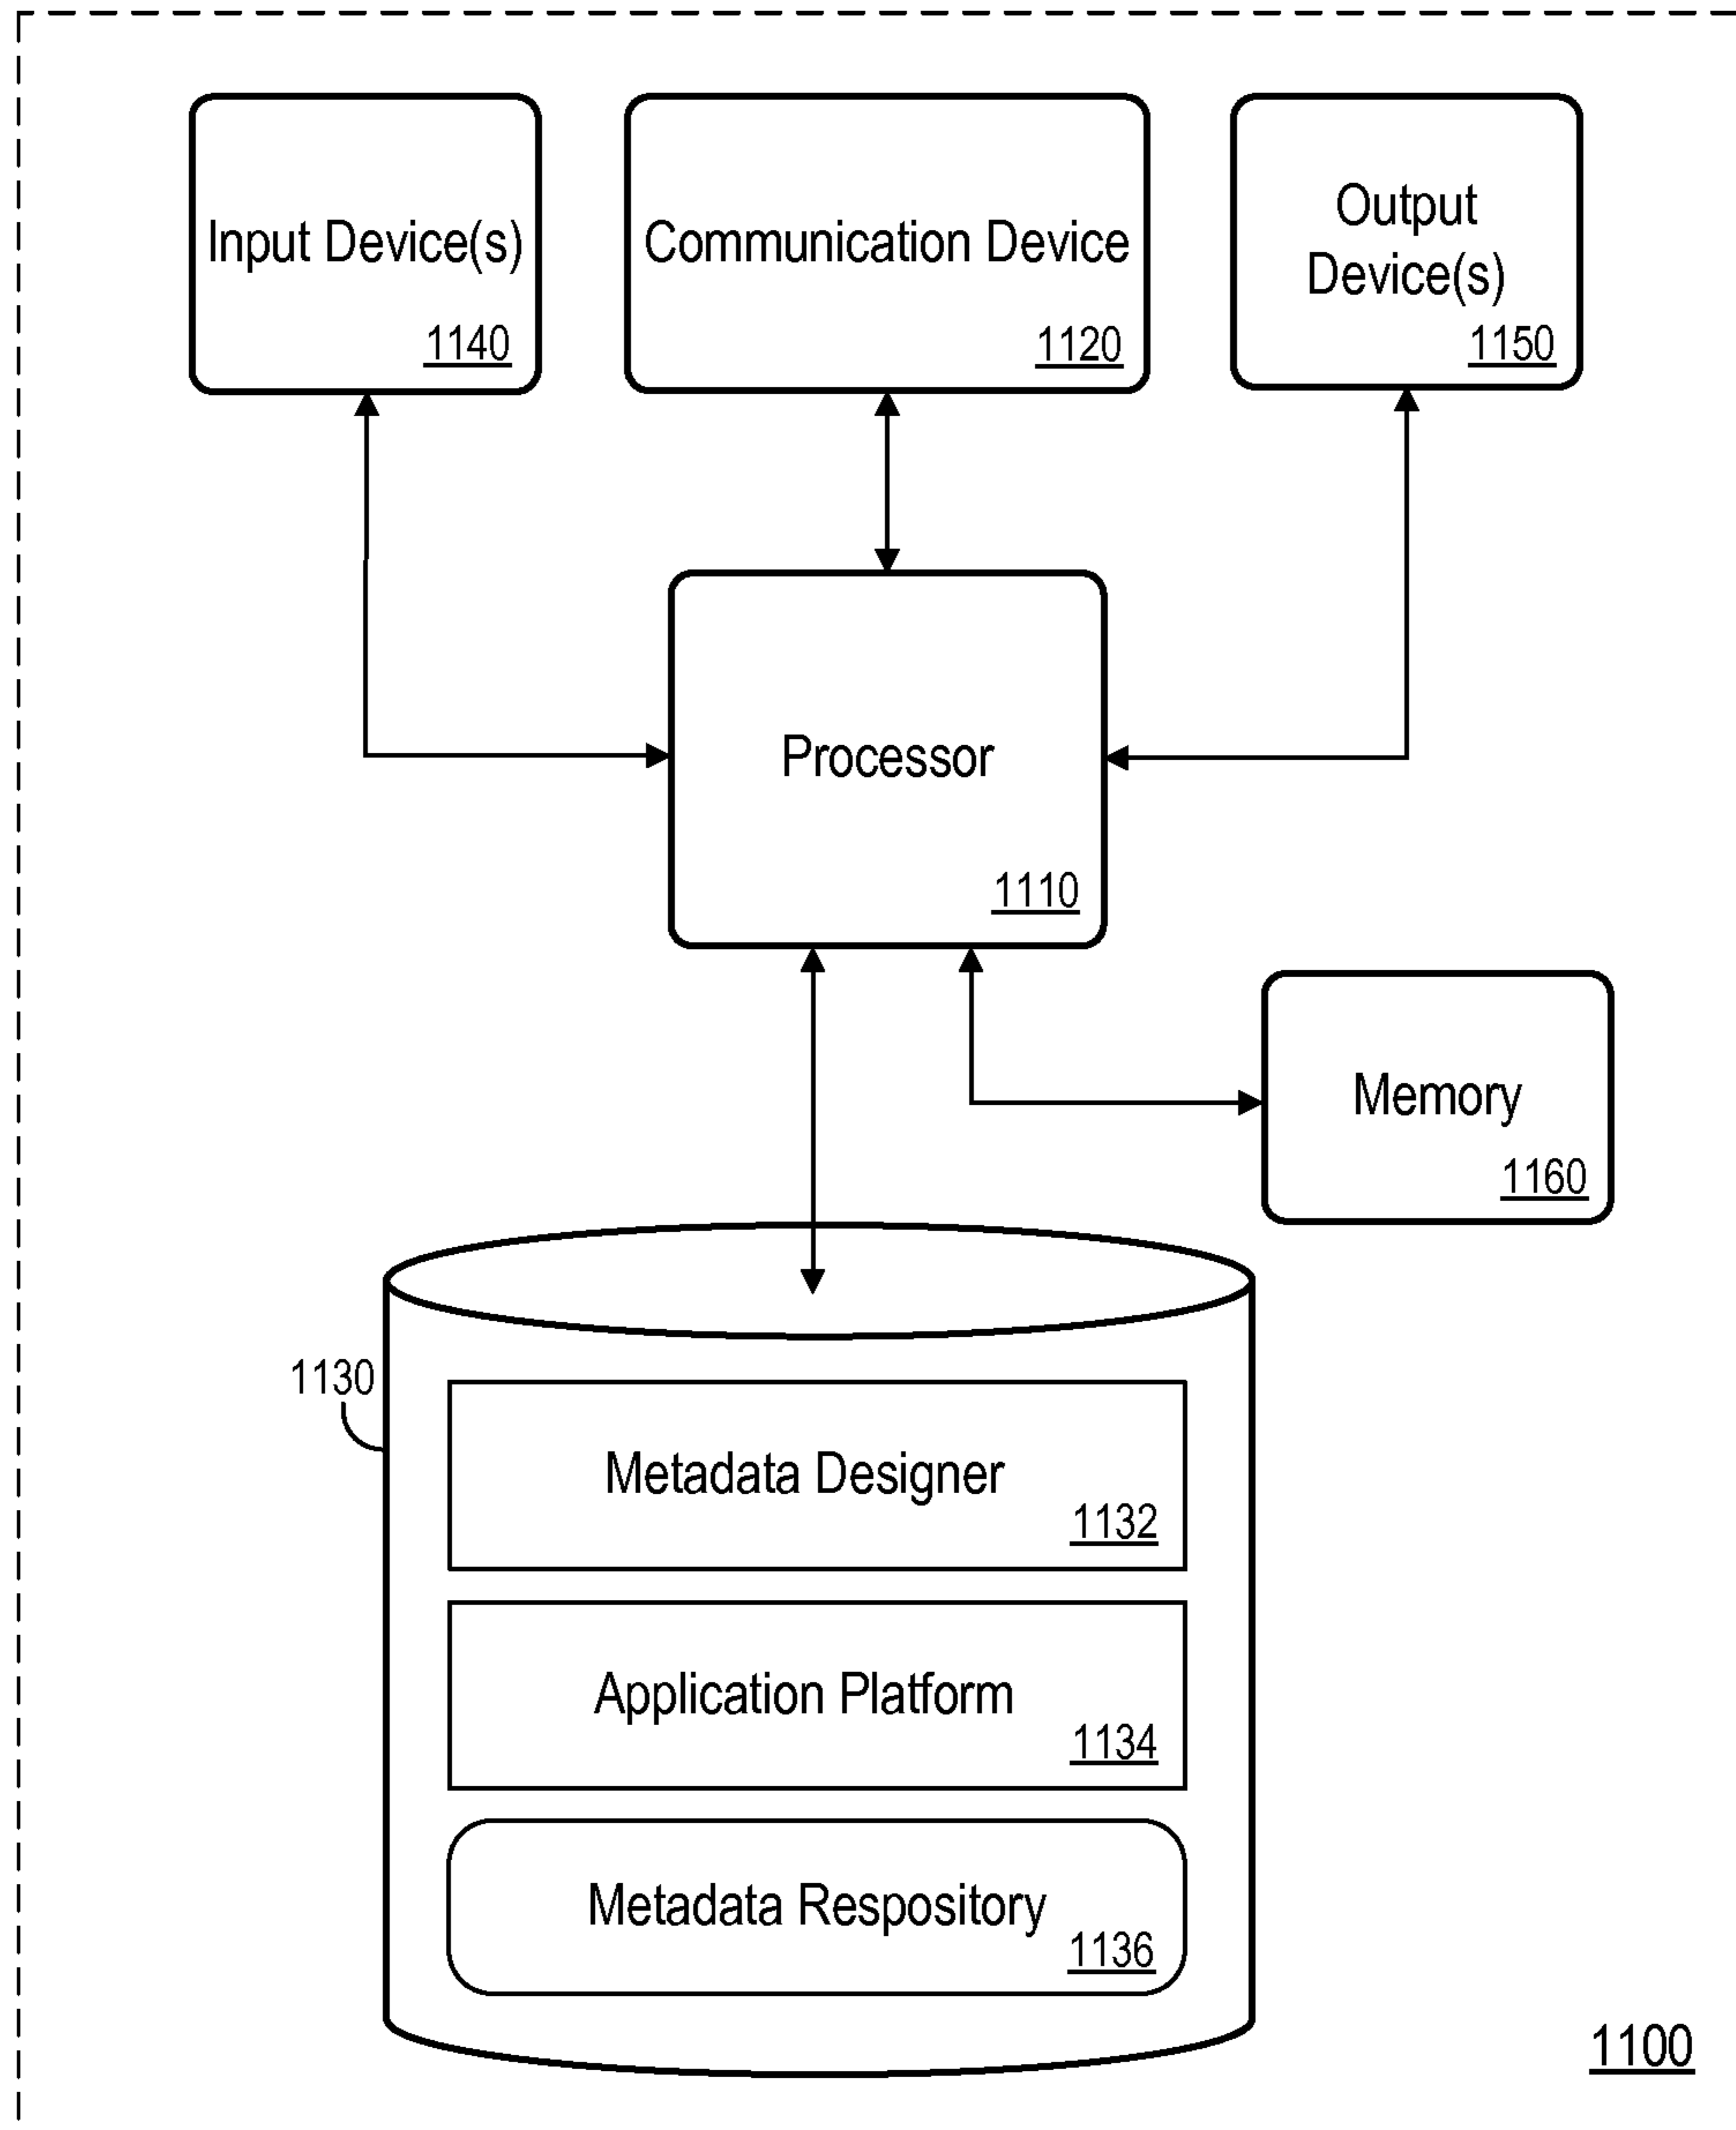 Input Device(s)
1140
Communication Device
1120
Output
Device(s)
1150
Processor
1110
Memory
1160
1130
Metadata Designer
1132
Application Platform
1134
Metadata Respository
1136
1100